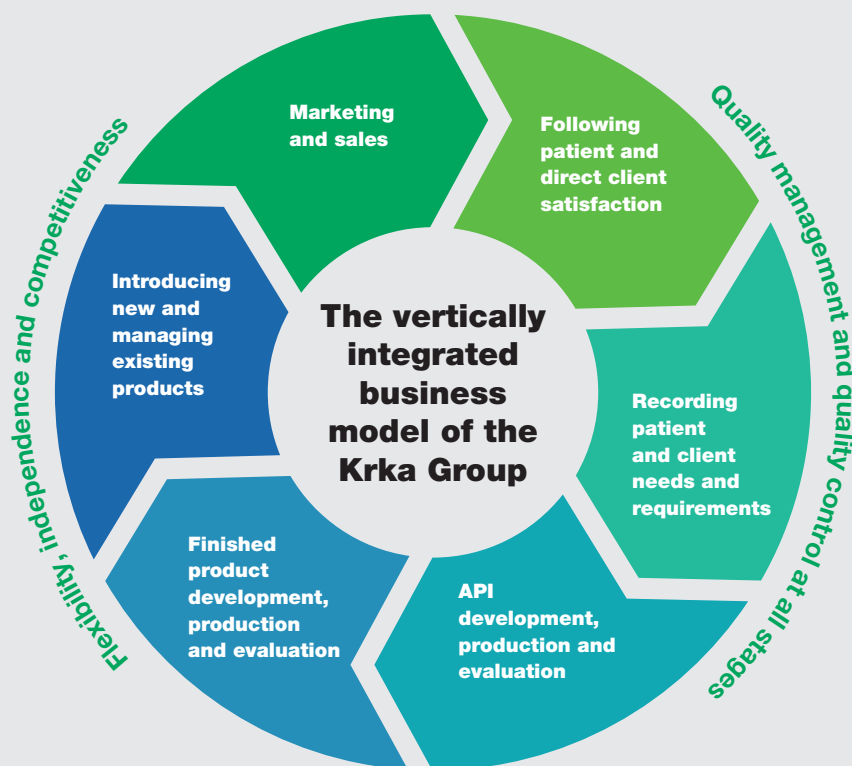 The vertically
integrated
business
model of the
Krka Group
Marketing
and sales
Following
patient and
direct client
satisfaction
Recording
patient
and client
needs and
requirements
API
development,
production and
evaluation
Finished
product
development,
production
and evaluation
Introducing
new and
managing
existing
products
Flexibility, independence and competitiveness
Quality management and quality control at all stages